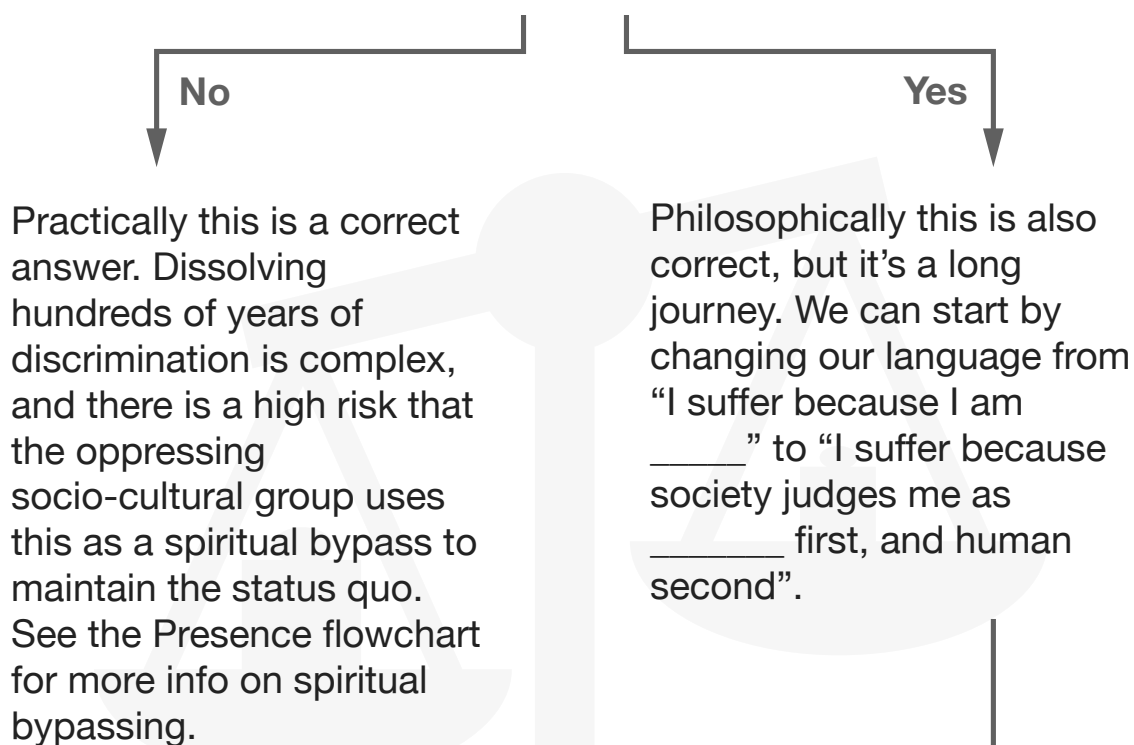 No
Yes
Practically this is a correct
answer. Dissolving
hundreds of years of
discrimination is complex,
and there is a high risk that
the oppressing
socio-cultural group uses
this as a spiritual bypass to
maintain the status quo.
See the Presence flowchart
for more info on spiritual
bypassing.
Philosophically this is also
correct, but it’s a long
journey. We can start by
changing our language from
“I suffer because I am
_____” to “I suffer because
society judges me as
_______ first, and human
second”.